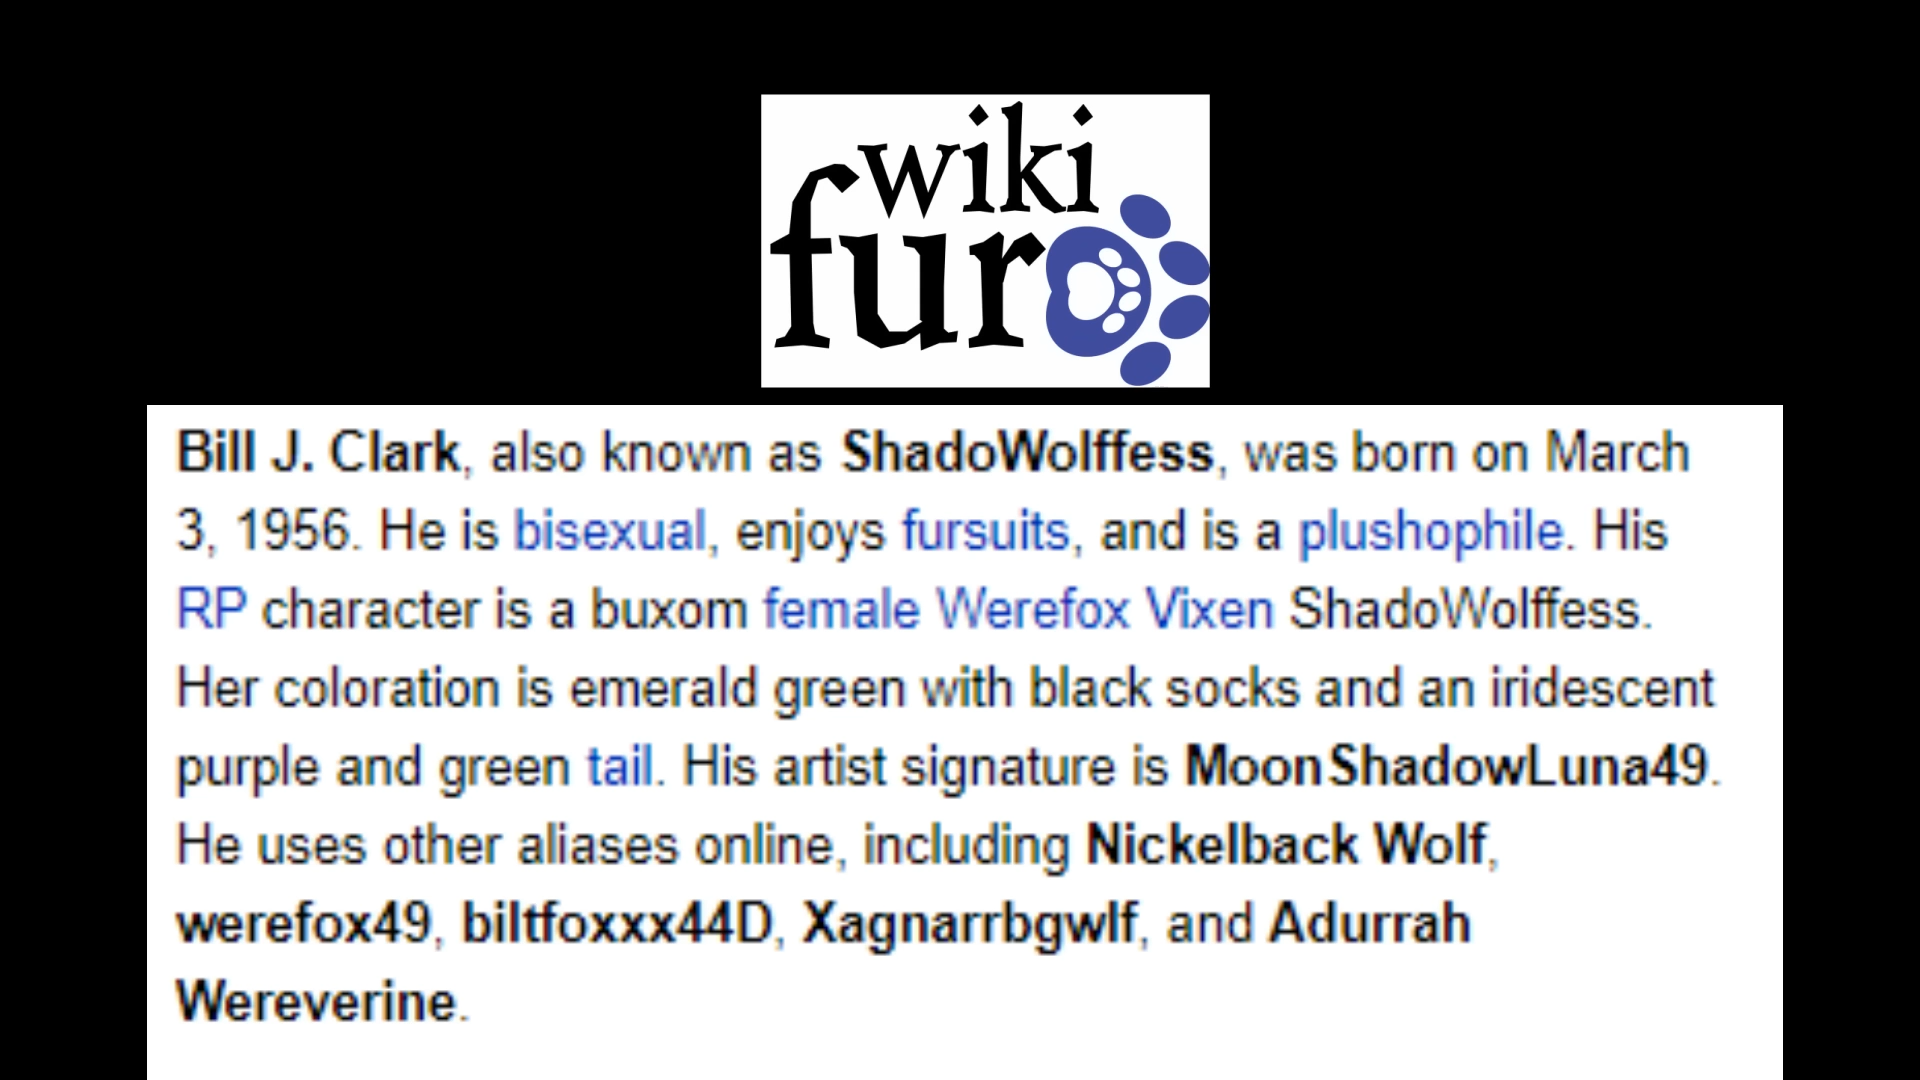 wiki
fur
Bill J. Clark, also known as ShadoWolffess, was born on March
3, 1956. He is bisexual, enjoys fursuits, and is a plushophile. His
RP character is a buxom female Werefox Vixen ShadoWolffess.
Her coloration is emerald green with black socks and an iridescent
purple and green tail. His artist signature is MoonShadowLuna49.
He uses other aliases online, including Nickelback Wolf,
werefox49, biltfoxxx44D, Xagnarrbgwlf, and Adurrah
Wereverine.